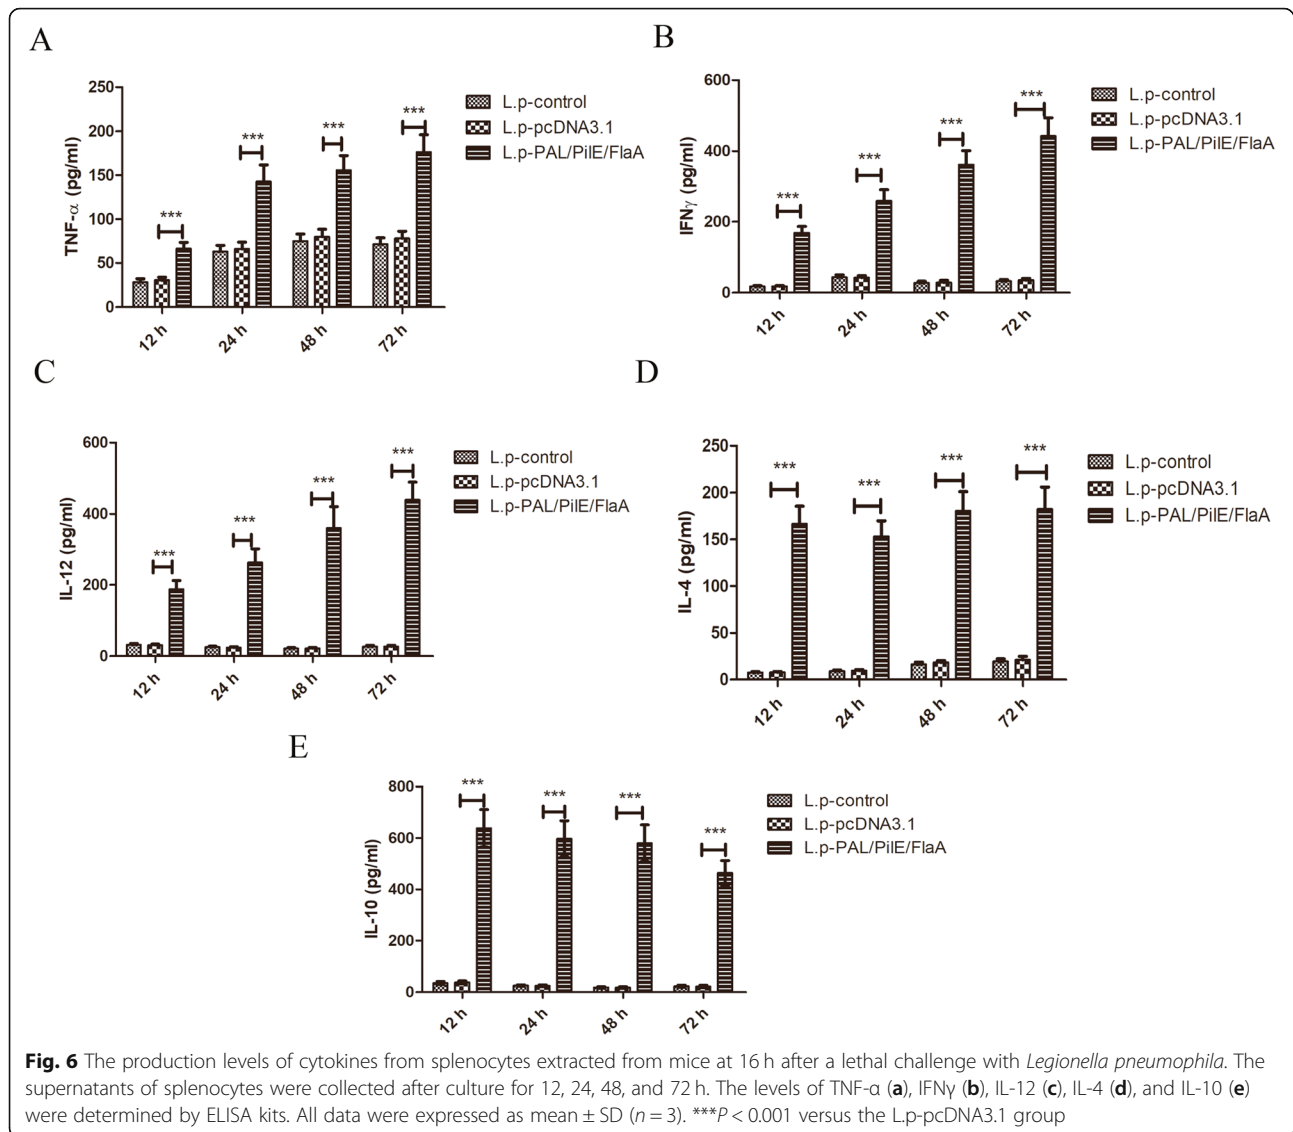 A
TNF-α (pg/ml)
250
200
150
100
50
0
***
***
***
***
12 h
24 h
48 h
72 h
L.p-control
L.p-pcDNA3.1
L.p-PAL/PilE/FlaA
B
IFNγ (pg/ml)
600
400
200
0
***
***
***
***
12 h
24 h
48 h
72 h
L.p-control
L.p-pcDNA3.1
L.p-PAL/PilE/FlaA
C
IL-12 (pg/ml)
600
400
200
0
***
***
***
***
12 h
24 h
48 h
72 h
L.p-control
L.p-pcDNA3.1
L.p-PAL/PilE/FlaA
D
IL-4 (pg/ml)
250
200
150
100
50
0
***
***
***
***
12 h
24 h
48 h
72 h
L.p-control
L.p-pcDNA3.1
L.p-PAL/PilE/FlaA
E
IL-10 (pg/ml)
800
600
400
200
0
***
***
***
***
12 h
24 h
48 h
72 h
L.p-control
L.p-pcDNA3.1
L.p-PAL/PilE/FlaA
Fig. 6 The production levels of cytokines from splenocytes extracted from mice at 16 h after a lethal challenge with Legionella pneumophila. The
supernatants of splenocytes were collected after culture for 12, 24, 48, and 72 h. The levels of TNF-α (a), IFNγ (b), IL-12 (c), IL-4 (d), and IL-10 (e)
were determined by ELISA kits. All data were expressed as mean ± SD (n = 3). ***P < 0.001 versus the L.p-pcDNA3.1 group